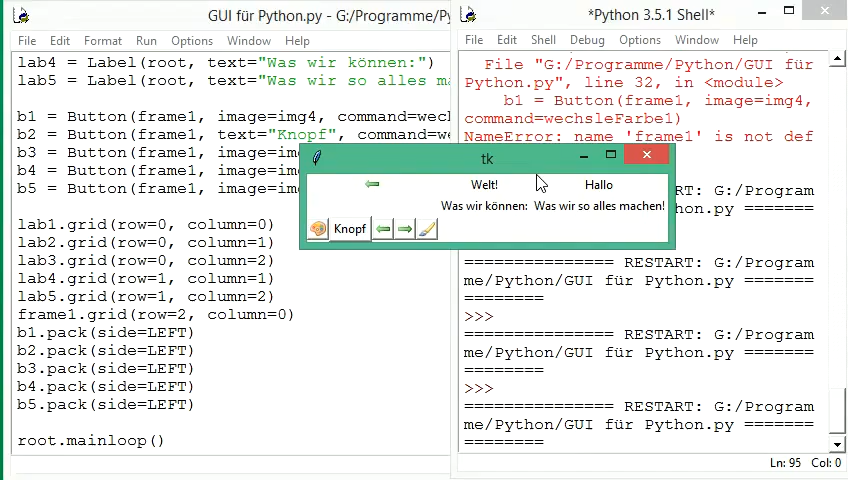 GUI für Python.py - G:/Programme/Py
File Edit Format Run Options Window Help
lab4 = Label(root, text="Was wir können:")
lab5 = Label(root, text="Was wir so alles ma
b1 = Button(frame1, image=img4, command=wech
b2 = Button(frame1, text="Knopf", command=we
b3 = Button(frame1, image=im
b4 = Button(frame1, image=im
b5 = Button(frame1, image=im
lab1.grid(row=0, column=0)
lab2.grid(row=0, column=1)
lab3.grid(row=0, column=2)
lab4.grid(row=1, column=1)
lab5.grid(row=1, column=2)
frame1.grid(row=2, column=0)
b1.pack(side=LEFT)
b2.pack(side=LEFT)
b3.pack(side=LEFT)
b4.pack(side=LEFT)
b5.pack(side=LEFT)
root.mainloop()
tk
Welt! Hallo
Was wir können: Was wir so alles machen!
Knopf
*Python 3.5.1 Shell*
File Edit Shell Debug Options Window Help
File "G:/Programme/Python/GUI für
Python.py", line 32, in <module>
b1 = Button(frame1, image=img4,
command=wechsleFarbe1)
NameError: name 'frame1' is not def
RT: G:/Program
hon.py =======
=============== RESTART: G:/Program
me/Python/GUI für Python.py =======
========
>>>
=============== RESTART: G:/Program
me/Python/GUI für Python.py =======
========
>>>
=============== RESTART: G:/Program
me/Python/GUI für Python.py =======
========
Ln: 95 Col: 0